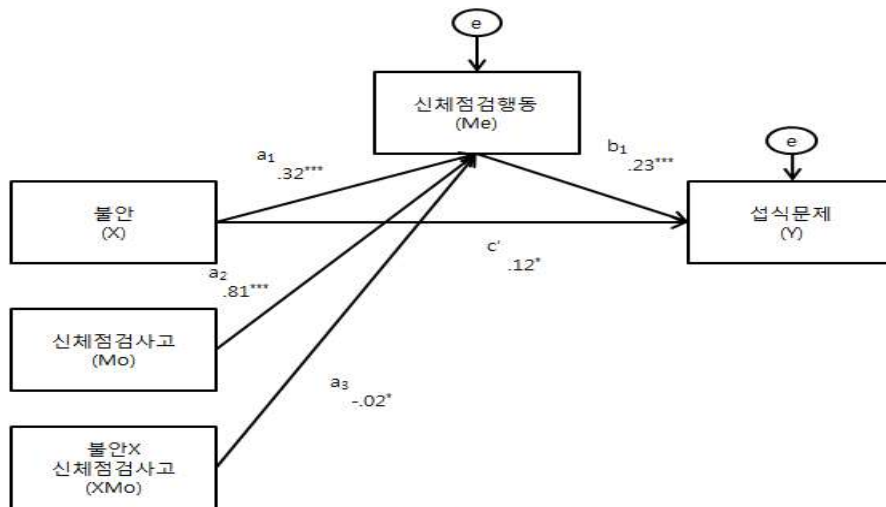 e
신체점검행동
(Me)
a₁
.32***
b₁
.23***
e
불안
(X)
섭식문제
(Y)
c'
.12*
a₂
.81***
신체점검사고
(Mo)
a₃
-.02*
불안X
신체점검사고
(XMo)